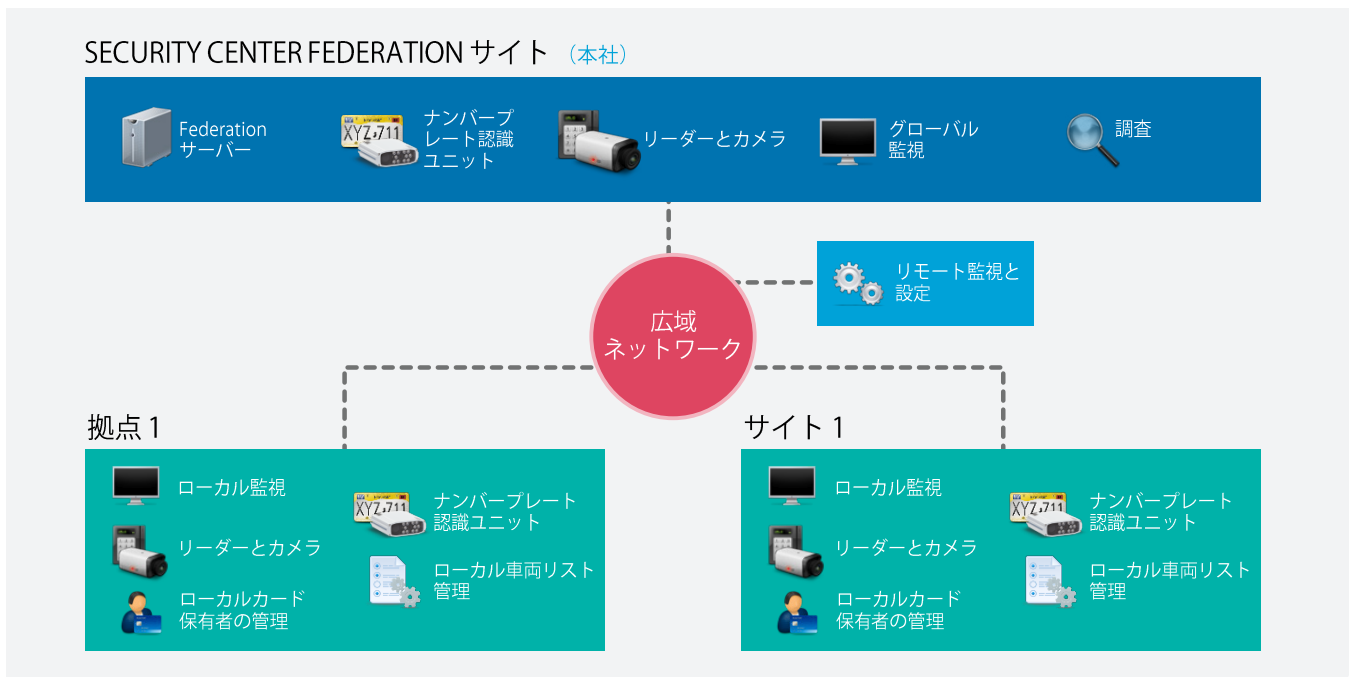 SECURITY CENTER FEDERATION サイト （本社）
Federation
サーバー
XYZ 711
ナンバープ
レート認識
ユニット
リーダーとカメラ
グローバル
監視
調査
リモート監視と
設定
広域
ネットワーク
拠点 1
ローカル監視
リーダーとカメラ
ローカルカード
保有者の管理
XYZ 711
ナンバープレート
認識ユニット
ローカル車両リスト
管理
サイト 1
ローカル監視
リーダーとカメラ
ローカルカード
保有者の管理
XYZ 711
ナンバープレート
認識ユニット
ローカル車両リスト
管理